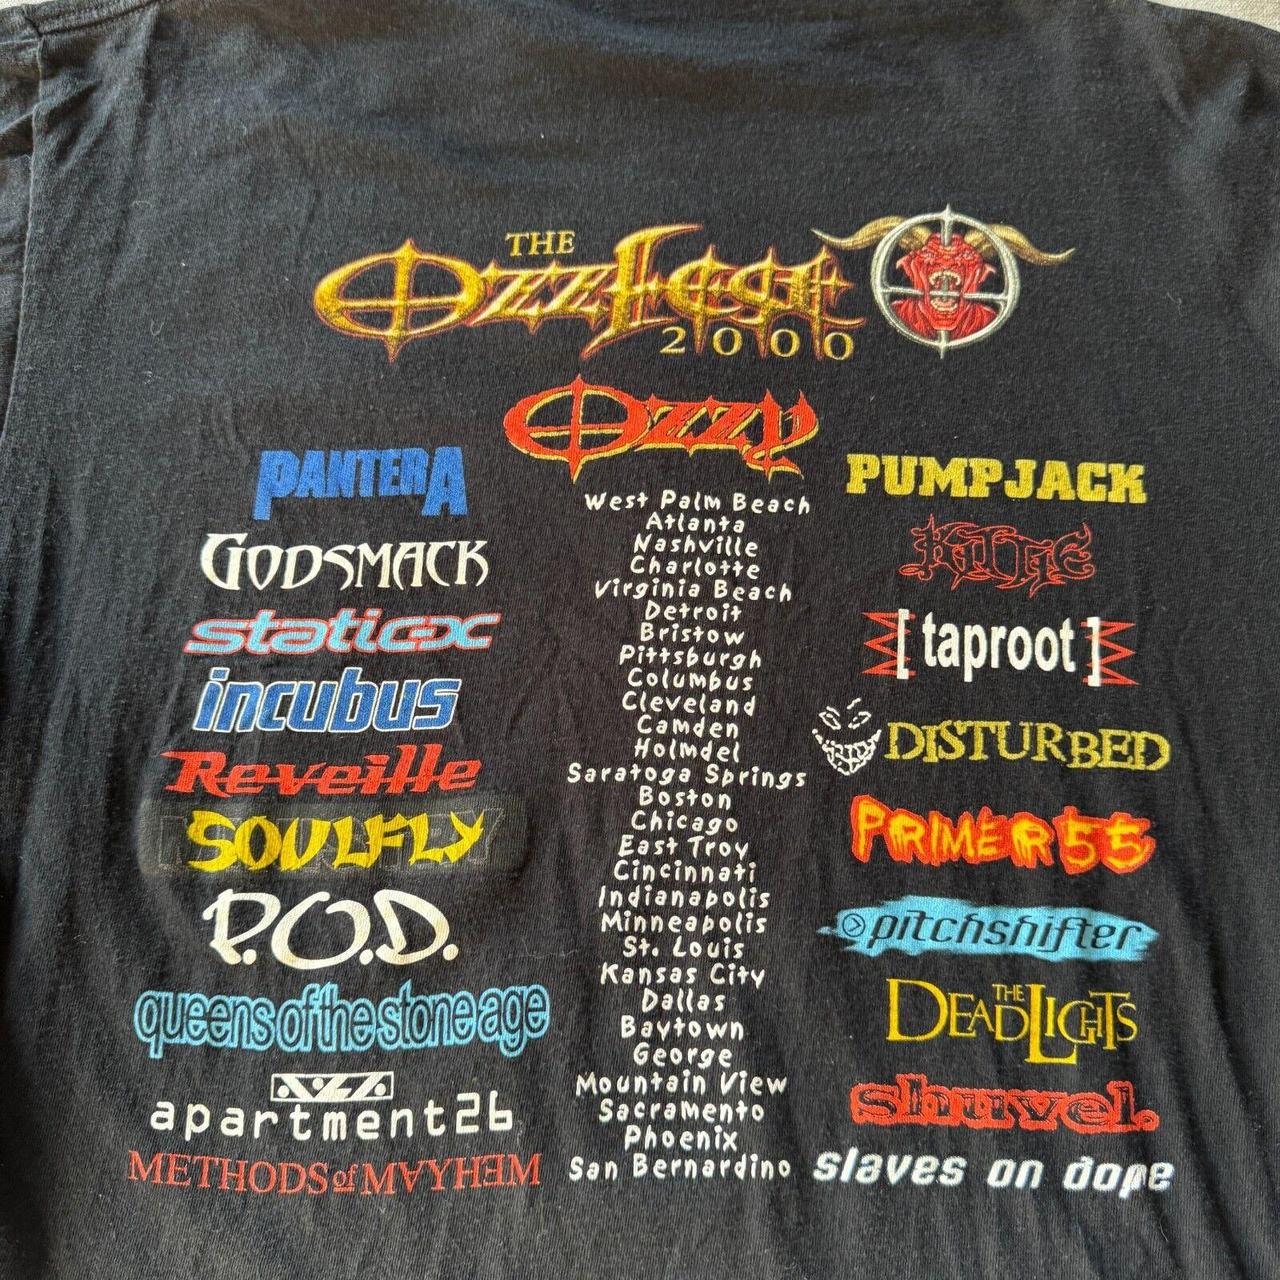 THE
Ozzfest
2000
Ozzy
PANTERA
GODSMACK
static-x
incubus
Reveille
SOULFLY
P.O.D.
queens of the stone age
apartment26
METHODS of MAYHEM
West Palm Beach
Atlanta
Nashville
Charlotte
Virginia Beach
Detroit
Bristow
Pittsburgh
Columbus
Cleveland
Camden
Holmdel
Saratoga Springs
Boston
Chicago
East Troy
Cincinnati
Indianapolis
Minneapolis
St. Louis
Kansas City
Dallas
Baytown
George
Mountain View
Sacramento
Phoenix
San Bernardino
PUMPJACK
KITTIE
[taproot]
DISTURBED
PRIMER 55
pitchshifter
THE
DEADLIGHTS
shuvel.
slaves on dope